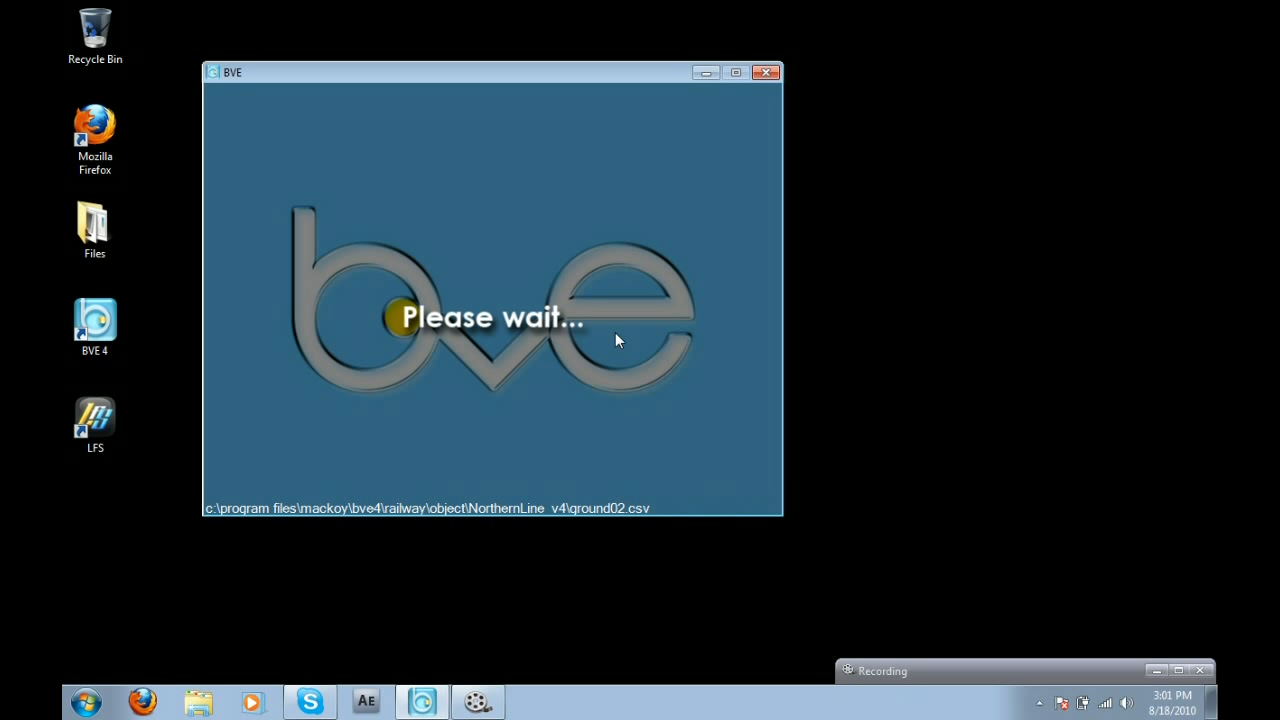 Recycle Bin
Mozilla
Firefox
Files
BVE 4
LFS
BVE
bve
Please wait...
c:\program files\mackoy\bve4\railway\object\NorthernLine_v4\ground02.csv
Recording
AE
3:01 PM
8/18/2010